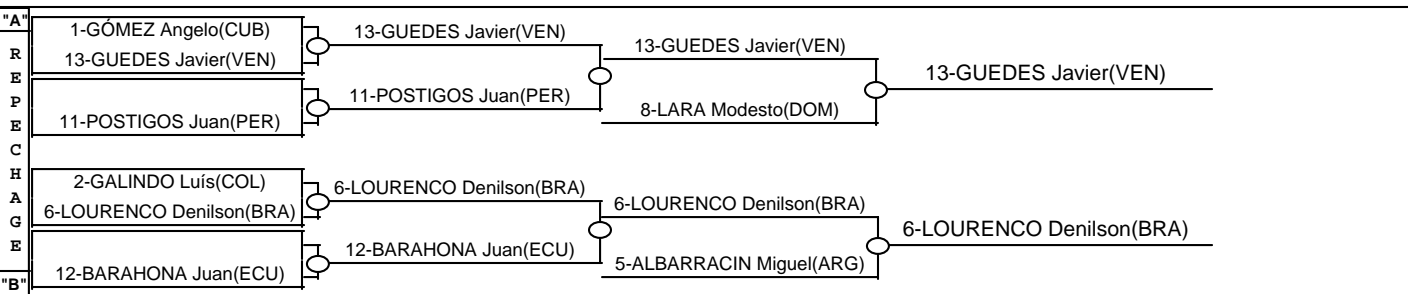 "A"
REPECHAGE
"B"
1-GÓMEZ Angelo(CUB)
13-GUEDES Javier(VEN)
11-POSTIGOS Juan(PER)
2-GALINDO Luís(COL)
6-LOURENCO Denilson(BRA)
12-BARAHONA Juan(ECU)
13-GUEDES Javier(VEN)
11-POSTIGOS Juan(PER)
6-LOURENCO Denilson(BRA)
12-BARAHONA Juan(ECU)
13-GUEDES Javier(VEN)
8-LARA Modesto(DOM)
6-LOURENCO Denilson(BRA)
5-ALBARRACIN Miguel(ARG)
13-GUEDES Javier(VEN)
6-LOURENCO Denilson(BRA)